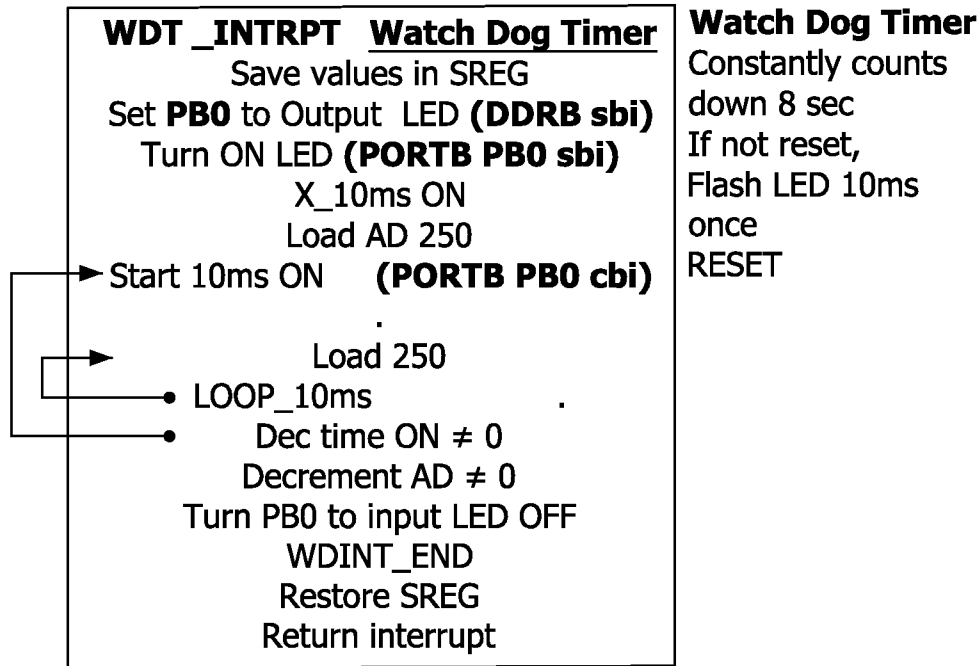 WDT _INTRPT Watch Dog Timer
Save values in SREG
Set PB0 to Output LED (DDRB sbi)
Turn ON LED (PORTB PB0 sbi)
X_10ms ON
Load AD 250
Start 10ms ON (PORTB PB0 cbi)
.
Load 250
LOOP_10ms .
Dec time ON ≠ 0
Decrement AD ≠ 0
Turn PB0 to input LED OFF
WDINT_END
Restore SREG
Return interrupt
Watch Dog Timer
Constantly counts
down 8 sec
If not reset,
Flash LED 10ms
once
RESET